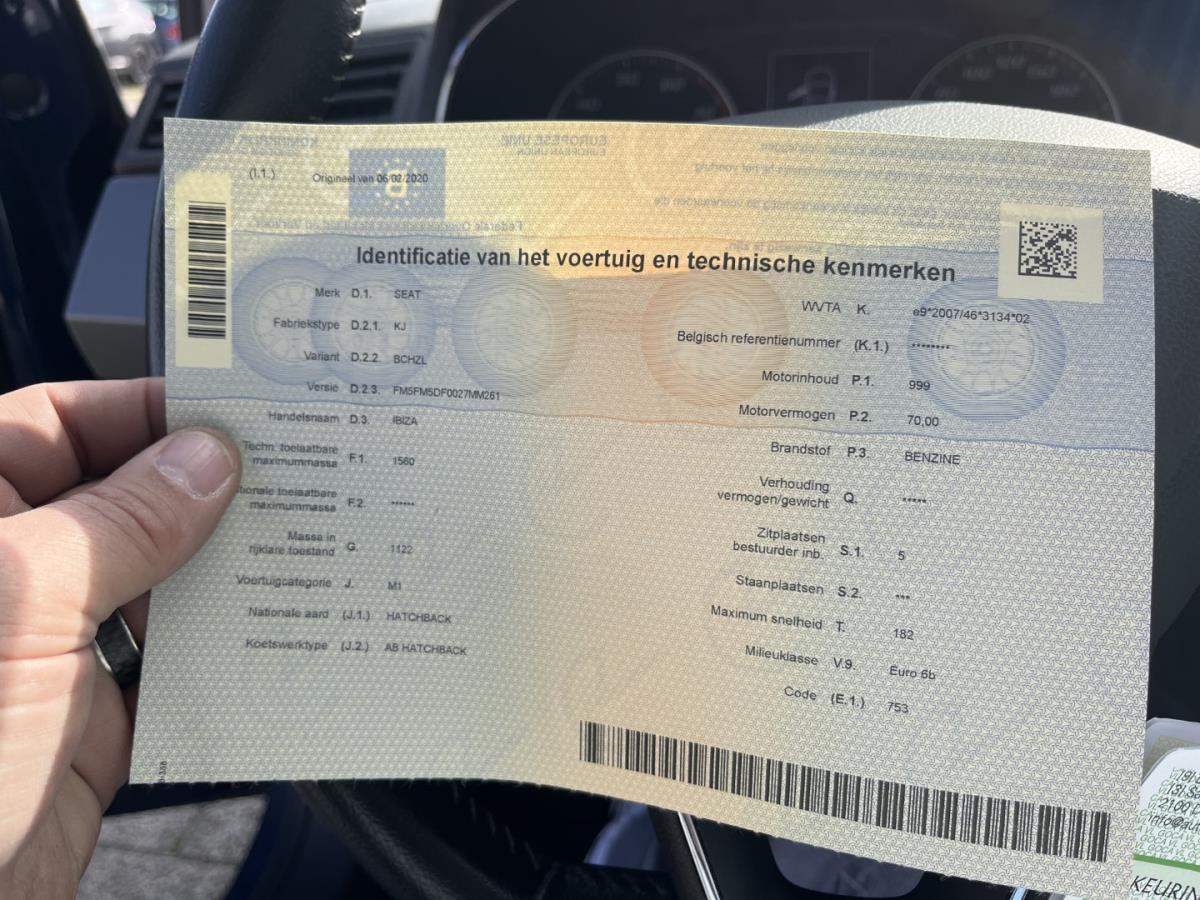 (I.1.) Origineel van 06/02/2020
Identificatie van het voertuig en technische kenmerken
Merk D.1. SEAT
Fabriekstype D.2.1. KJ
Variant D.2.2. BCHZL
Versie D.2.3. FM5FM5DF0027MM261
Handelsnaam D.3. IBIZA
Techn. toelaatbare
maximummassa F.1. 1560
toelaatbare
maximummassa F.2. ******
Massa in
rijklare toestand G. 1122
Voertuigcategorie J. M1
Nationale aard (J.1.) HATCHBACK
Koetswerktype (J.2.) AB HATCHBACK
WVTA K. e9*2007/46*3134*02
Belgisch referentienummer (K.1.) ********
Motorinhoud P.1. 999
Motorvermogen P.2. 70,00
Brandstof P.3. BENZINE
Verhouding
vermogen/gewicht Q. *****
Zitplaatsen
bestuurder inb. S.1. 5
Staanplaatsen S.2. ***
Maximum snelheid T. 182
Milieuklasse V.9. Euro 6b
Code (E.1.) 753
EUROPESE UNIE
EUROPEAN UNION
B